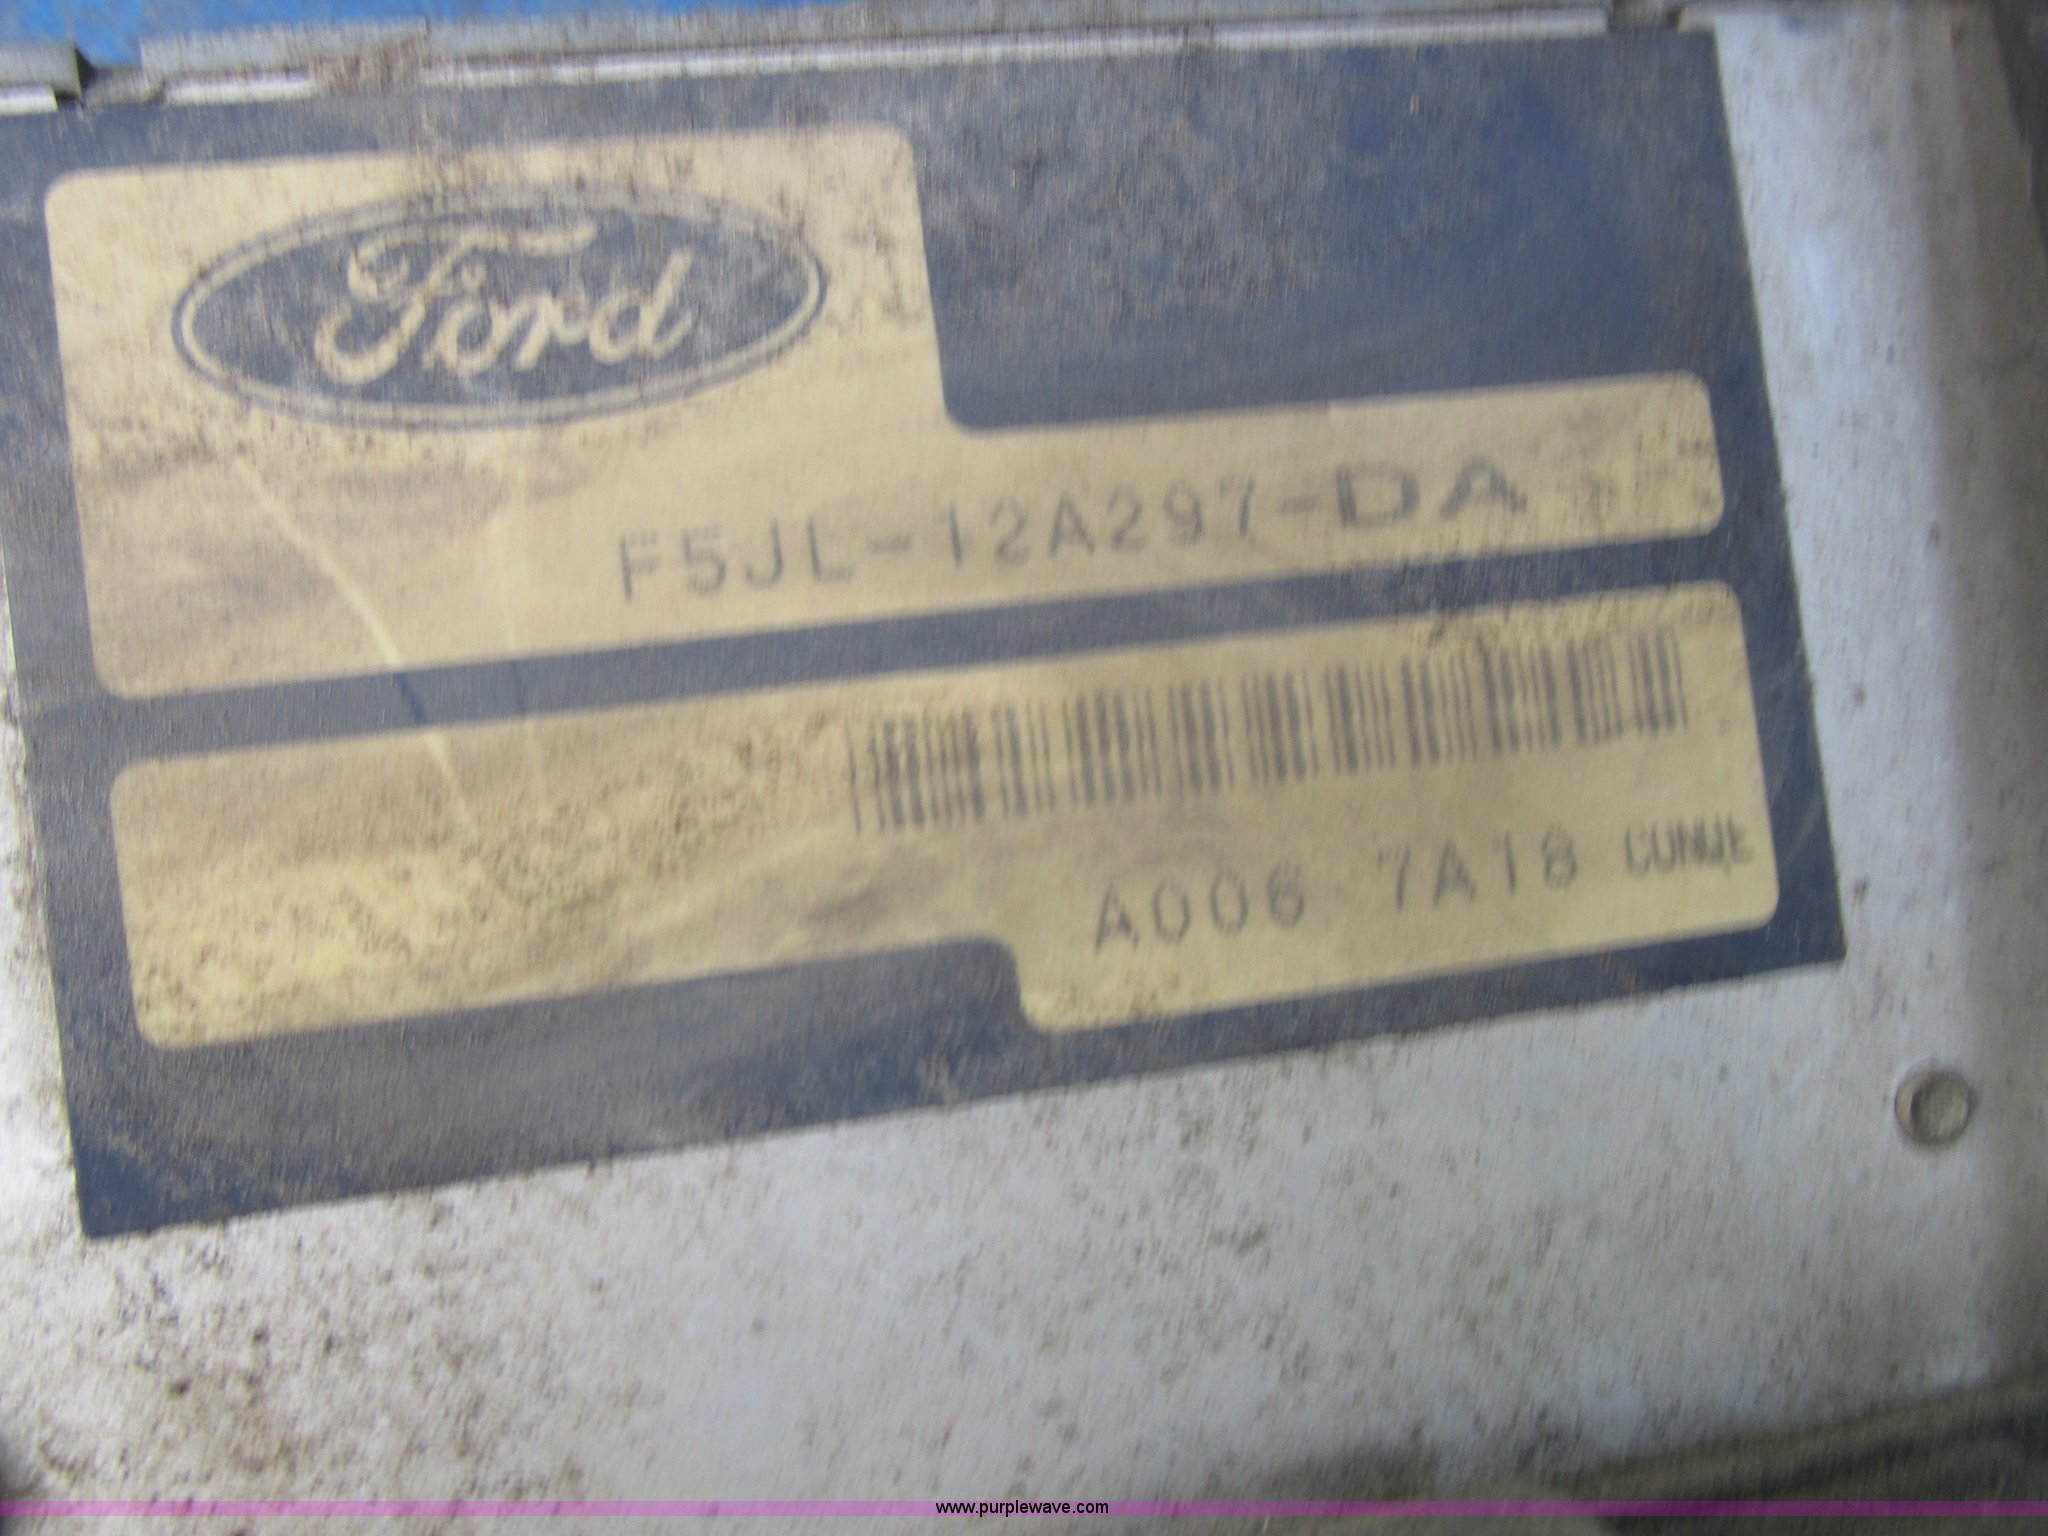 Ford
F5JL-12A297-DA
A006 7A18
www.purplewave.com